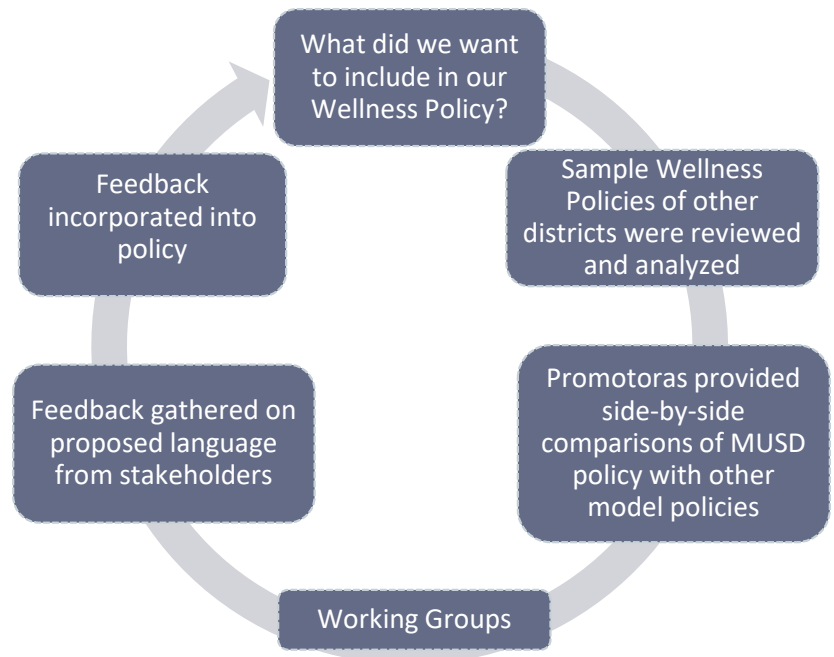 What did we want
to include in our
Wellness Policy?
Sample Wellness
Policies of other
districts were reviewed
and analyzed
Promotoras provided
side-by-side
comparisons of MUSD
policy with other
model policies
Working Groups
Feedback gathered on
proposed language
from stakeholders
Feedback
incorporated into
policy